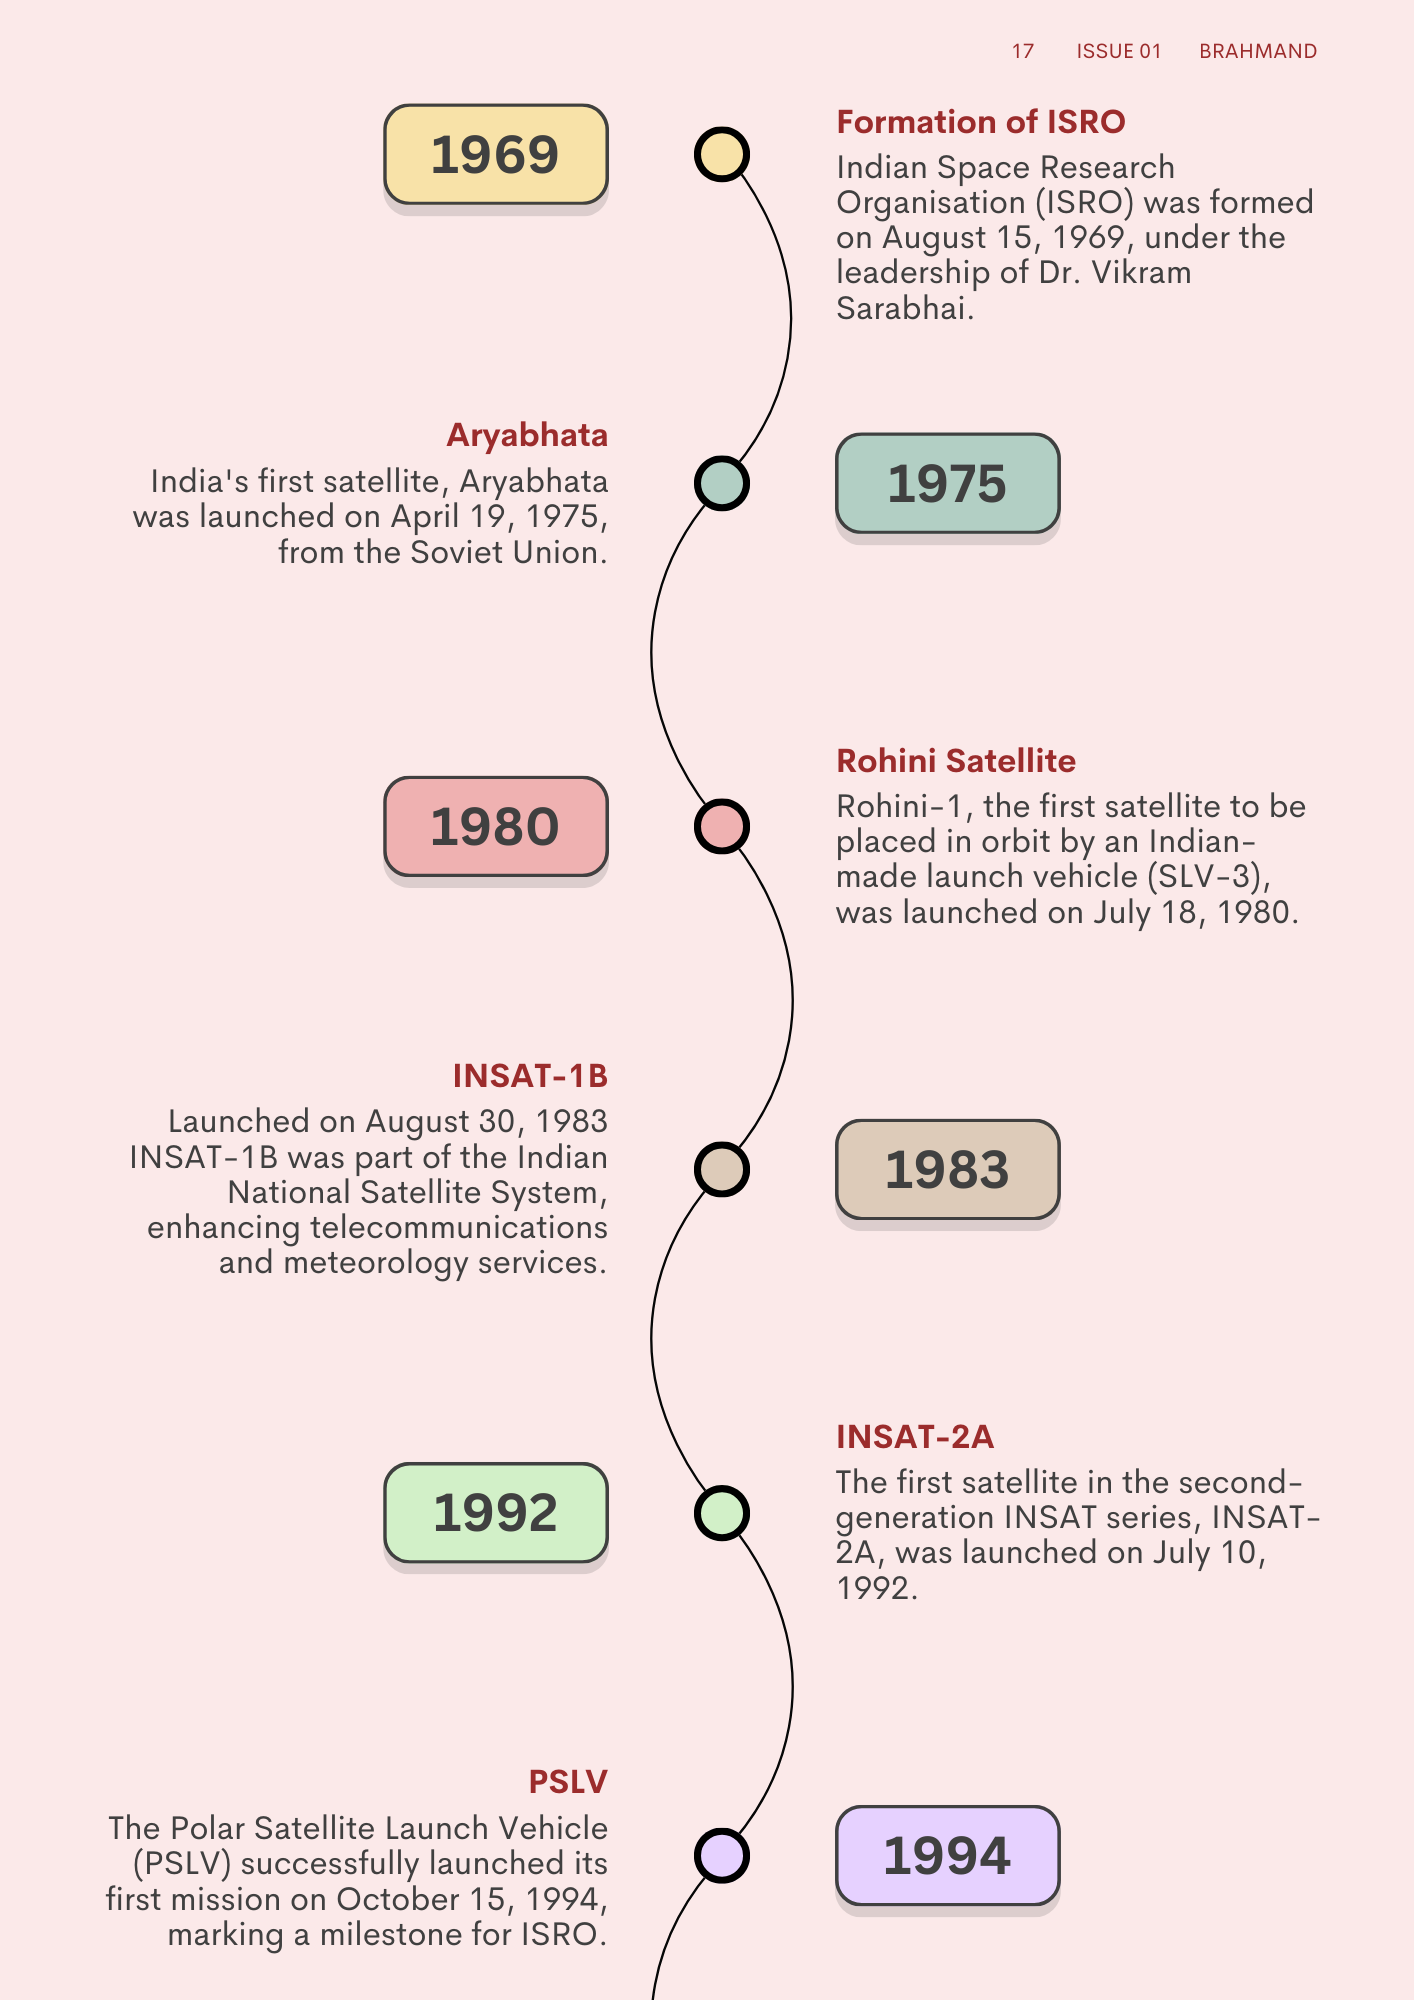 17 ISSUE 01 BRAHMAND
1969
Formation of ISRO
Indian Space Research
Organisation (ISRO) was formed
on August 15, 1969, under the
leadership of Dr. Vikram
Sarabhai.
Aryabhata
India's first satellite, Aryabhata
was launched on April 19, 1975,
from the Soviet Union.
1975
1980
Rohini Satellite
Rohini-1, the first satellite to be
placed in orbit by an Indian-
made launch vehicle (SLV-3),
was launched on July 18, 1980.
INSAT-1B
Launched on August 30, 1983
INSAT-1B was part of the Indian
National Satellite System,
enhancing telecommunications
and meteorology services.
1983
1992
INSAT-2A
The first satellite in the second-
generation INSAT series, INSAT-
2A, was launched on July 10,
1992.
PSLV
The Polar Satellite Launch Vehicle
(PSLV) successfully launched its
first mission on October 15, 1994,
marking a milestone for ISRO.
1994